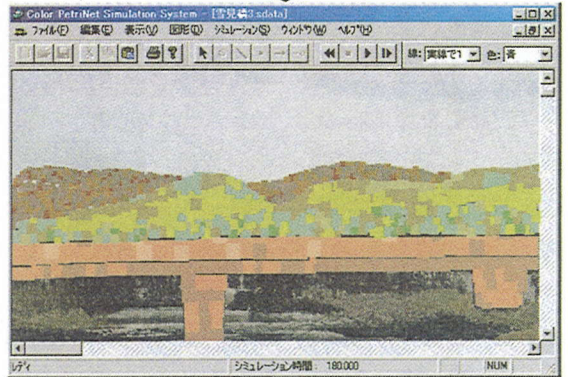 Color PetriNet Simulation System - [雪見橋3.sdata]
ファイル(F) 編集(E) 表示(V) 図形(D) シミュレーション(S) ウィンドウ(W) ヘルプ(H)
線: 実線で1 色: 青
レディ シミュレーション時間: 180.000 NUM